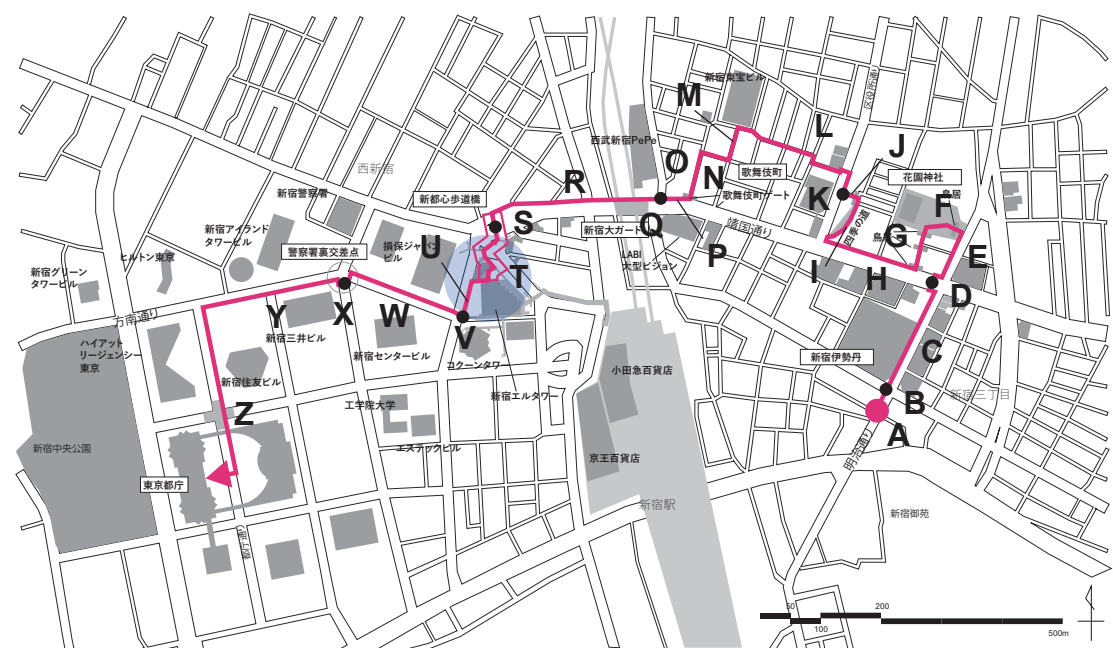 新宿東宝ビル
M
区役所通り
L
J
西武新宿PePe
O
西新宿
歌舞伎町
花園神社
R
N
新宿警察署
新都心歩道橋
K
歌舞伎町ゲート
鳥居
F
S
Q
新宿大ガード
靖国通り
四季の道
新宿アイランド
タワービル
警察署裏交差点
損保ジャパン
ビル
U
鳥居
G
P
LABI
大型ビジョン
E
ヒルトン東京
I
H
T
新宿グリーン
タワービル
D
方南通り
Y
X
W
V
新宿三井ビル
ハイアット
リージェンシー
東京
新宿センタービル
コクーンタワー
新宿伊勢丹
C
小田急百貨店
新宿住友ビル
新宿エルタワー
新宿三丁目
B
工学院大学
Z
A
明治通り
新宿中央公園
エステックビル
京王百貨店
東京都庁
新宿駅
新宿御苑
50
200
100
500m